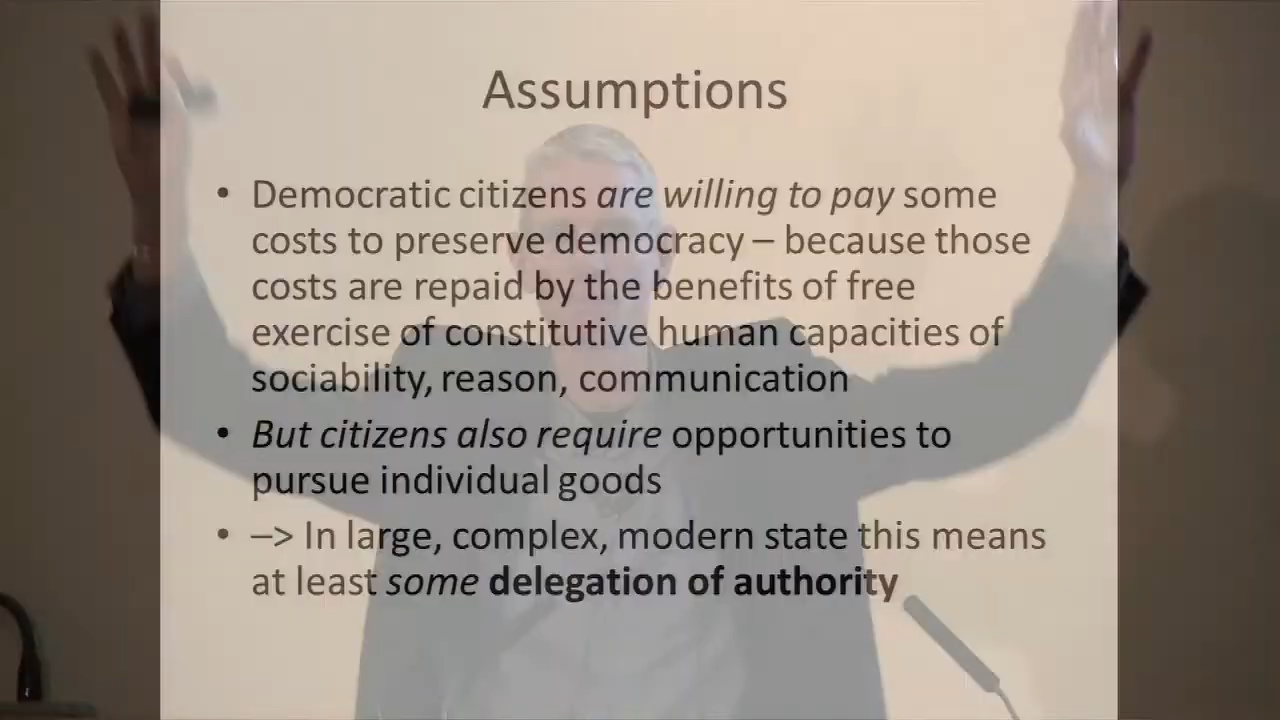 Assumptions
• Democratic citizens are willing to pay some
costs to preserve democracy – because those
costs are repaid by the benefits of free
exercise of constitutive human capacities of
sociability, reason, communication
• But citizens also require opportunities to
pursue individual goods
• –> In large, complex, modern state this means
at least some delegation of authority